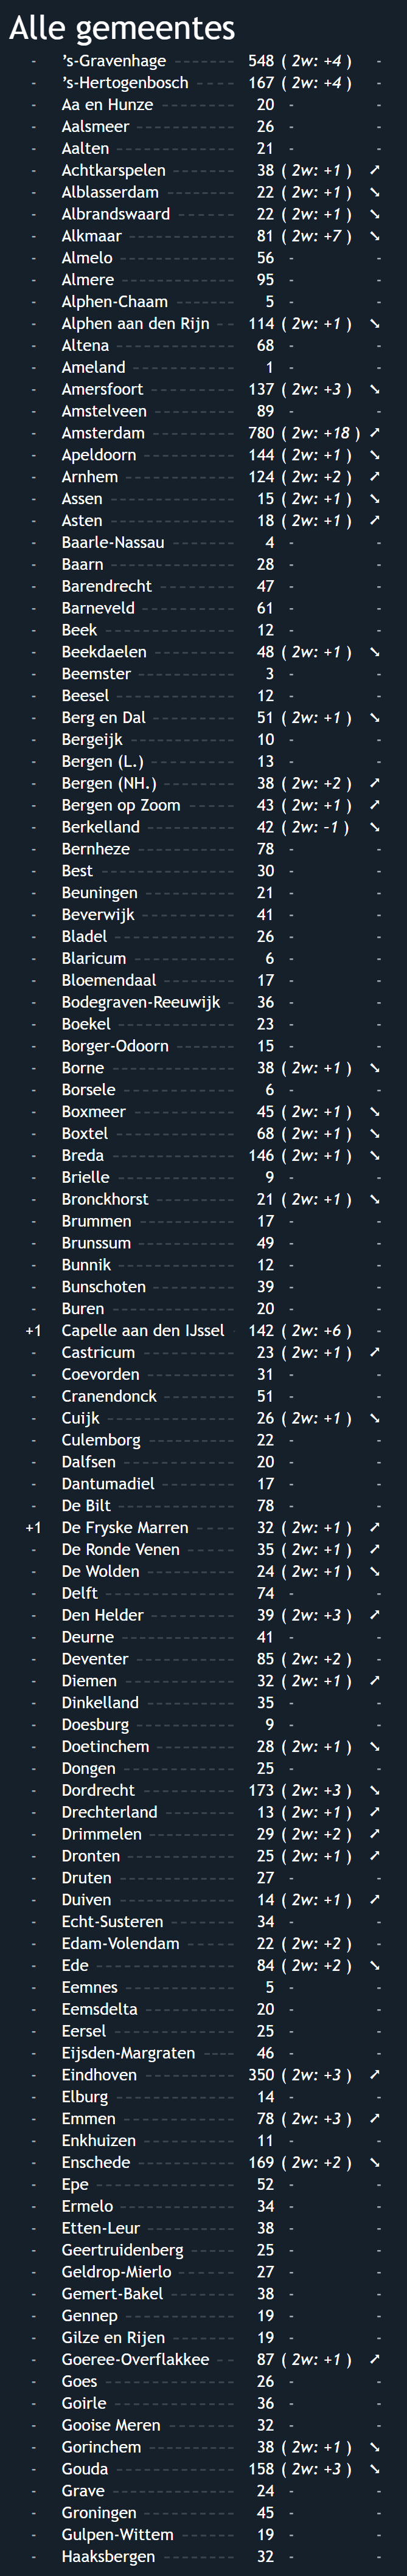 Alle gemeentes
- ’s-Gravenhage ------- 548 ( 2w: +4 ) -
- ’s-Hertogenbosch ----- 167 ( 2w: +4 ) -
- Aa en Hunze -------- 20 - -
- Aalsmeer ---------- 26 - -
- Aalten ------------ 21 - -
- Achtkarspelen ------- 38 ( 2w: +1 ) ➚
- Alblasserdam -------- 22 ( 2w: +1 ) ➘
- Albrandswaard ------- 22 ( 2w: +1 ) ➘
- Alkmaar ----------- 81 ( 2w: +7 ) ➘
- Almelo ------------ 56 - -
- Almere ------------ 95 - -
- Alphen-Chaam ------ 5 - -
- Alphen aan den Rijn -- 114 ( 2w: +1 ) ➘
- Altena ------------ 68 - -
- Ameland ----------- 1 - -
- Amersfoort --------- 137 ( 2w: +3 ) ➘
- Amstelveen --------- 89 - -
- Amsterdam --------- 780 ( 2w: +18 ) ➚
- Apeldoorn ---------- 144 ( 2w: +1 ) ➘
- Arnhem ------------ 124 ( 2w: +2 ) ➚
- Assen ------------- 15 ( 2w: +1 ) ➘
- Asten ------------- 18 ( 2w: +1 ) ➚
- Baarle-Nassau ------- 4 - -
- Baarn ------------- 28 - -
- Barendrecht -------- 47 - -
- Barneveld ---------- 61 - -
- Beek -------------- 12 - -
- Beekdaelen --------- 48 ( 2w: +1 ) ➘
- Beemster ---------- 3 - -
- Beesel ------------ 12 - -
- Berg en Dal --------- 51 ( 2w: +1 ) ➘
- Bergeijk ----------- 10 - -
- Bergen (L.) --------- 13 - -
- Bergen (NH.) -------- 38 ( 2w: +2 ) ➚
- Bergen op Zoom ----- 43 ( 2w: +1 ) ➚
- Berkelland ---------- 42 ( 2w: -1 ) ➘
- Bernheze ---------- 78 - -
- Best -------------- 30 - -
- Beuningen ---------- 21 - -
- Beverwijk ---------- 41 - -
- Bladel ------------ 26 - -
- Blaricum ----------- 6 - -
- Bloemendaal -------- 17 - -
- Bodegraven-Reeuwijk - 36 - -
- Boekel ------------ 23 - -
- Borger-Odoorn ------- 15 - -
- Borne ------------- 38 ( 2w: +1 ) ➘
- Borsele ------------ 6 - -
- Boxmeer ----------- 45 ( 2w: +1 ) ➘
- Boxtel ------------ 68 ( 2w: +1 ) ➘
- Breda ------------- 146 ( 2w: +1 ) ➘
- Brielle ------------ 9 - -
- Bronckhorst --------- 21 ( 2w: +1 ) ➘
- Brummen ---------- 17 - -
- Brunssum ---------- 49 - -
- Bunnik ------------ 12 - -
- Bunschoten --------- 39 - -
- Buren ------------- 20 - -
+1 Capelle aan den IJssel - 142 ( 2w: +6 ) -
- Castricum ---------- 23 ( 2w: +1 ) ➚
- Coevorden ---------- 31 - -
- Cranendonck -------- 51 - -
- Cuijk ------------- 26 ( 2w: +1 ) ➘
- Culemborg ---------- 22 - -
- Dalfsen ------------ 20 - -
- Dantumadiel -------- 17 - -
- De Bilt ------------ 78 - -
+1 De Fryske Marren ---- 32 ( 2w: +1 ) ➚
- De Ronde Venen ----- 35 ( 2w: +1 ) ➚
- De Wolden --------- 24 ( 2w: +1 ) ➘
- Delft ------------- 74 - -
- Den Helder --------- 39 ( 2w: +3 ) ➚
- Deurne ------------ 41 - -
- Deventer ---------- 85 ( 2w: +2 ) -
- Diemen ------------ 32 ( 2w: +1 ) ➚
- Dinkelland ---------- 35 - -
- Doesburg ---------- 9 - -
- Doetinchem --------- 28 ( 2w: +1 ) ➘
- Dongen ------------ 25 - -
- Dordrecht ---------- 173 ( 2w: +3 ) ➘
- Drechterland -------- 13 ( 2w: +1 ) ➚
- Drimmelen --------- 29 ( 2w: +2 ) ➚
- Dronten ----------- 25 ( 2w: +1 ) ➚
- Druten ------------ 27 - -
- Duiven ------------ 14 ( 2w: +1 ) ➚
- Echt-Susteren ------- 34 - -
- Edam-Volendam ----- 22 ( 2w: +2 ) -
- Ede --------------- 84 ( 2w: +2 ) ➘
- Eemnes ----------- 5 - -
- Eemsdelta ---------- 20 - -
- Eersel ------------ 25 - -
- Eijsden-Margraten ---- 46 - -
- Eindhoven ---------- 350 ( 2w: +3 ) ➚
- Elburg ------------ 14 - -
- Emmen ------------ 78 ( 2w: +3 ) ➚
- Enkhuizen ---------- 11 - -
- Enschede ---------- 169 ( 2w: +2 ) ➘
- Epe --------------- 52 - -
- Ermelo ------------ 34 - -
- Etten-Leur ---------- 38 - -
- Geertruidenberg ----- 25 - -
- Geldrop-Mierlo ------- 27 - -
- Gemert-Bakel ------- 38 - -
- Gennep ----------- 19 - -
- Gilze en Rijen -------- 19 - -
- Goeree-Overflakkee --- 87 ( 2w: +1 ) ➚
- Goes -------------- 26 - -
- Goirle ------------- 36 - -
- Gooise Meren ------- 32 - -
- Gorinchem ---------- 38 ( 2w: +1 ) ➘
- Gouda ------------- 158 ( 2w: +3 ) ➘
- Grave ------------- 24 - -
- Groningen ---------- 45 - -
- Gulpen-Wittem ------ 19 - -
- Haaksbergen -------- 32 - -